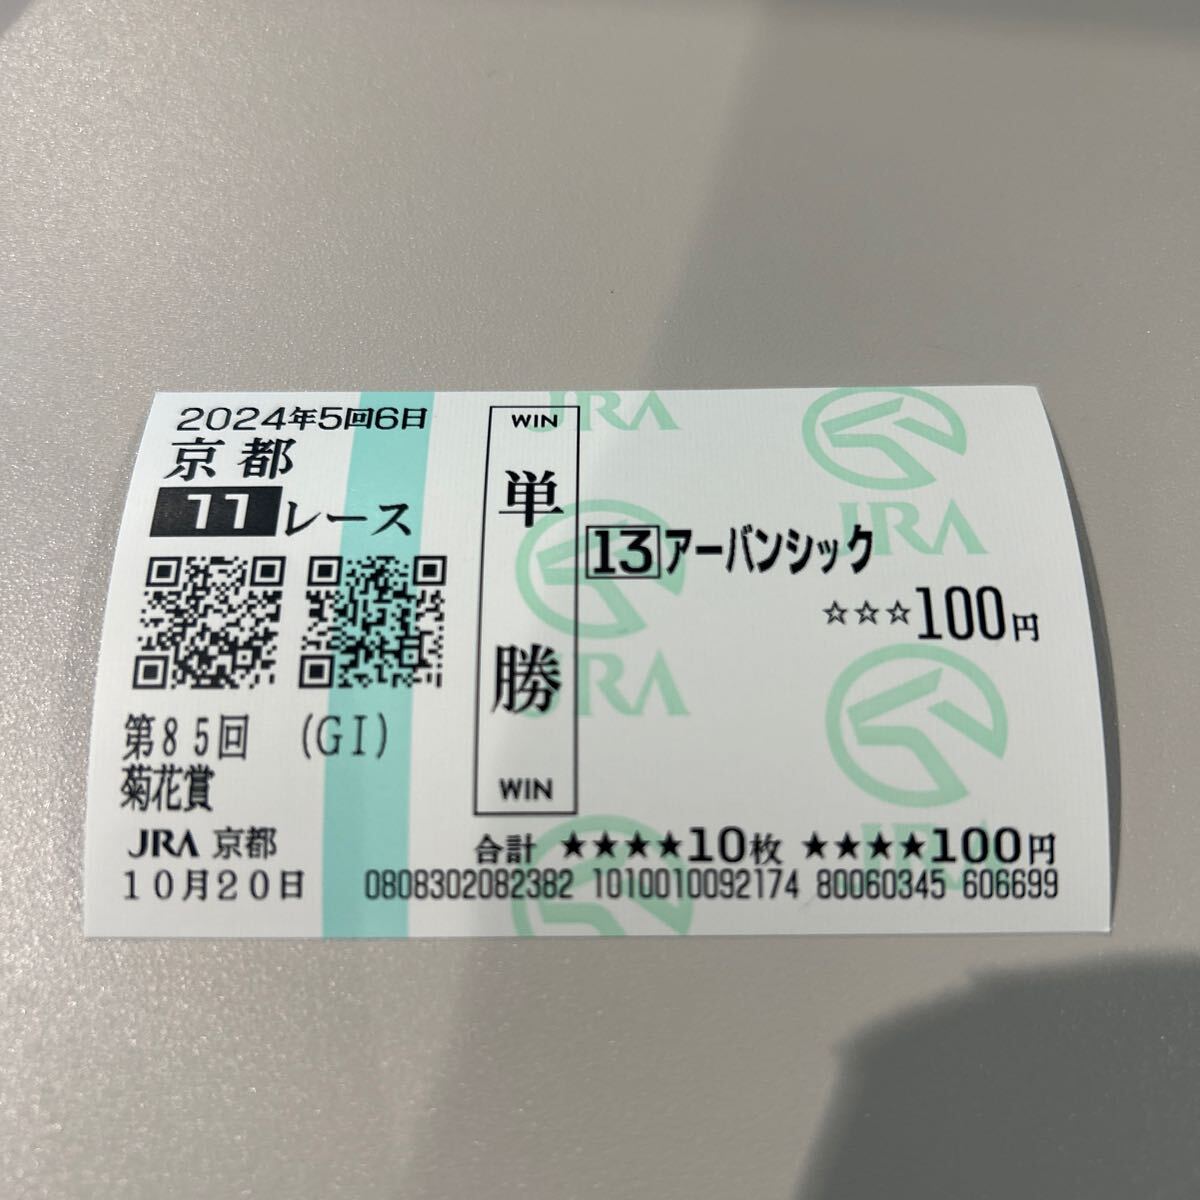 2024年5回6日
京都
11レース
第85回 (GⅠ)
菊花賞
JRA 京都
10月20日
WIN
単勝
WIN
13 アーバンシック
☆☆☆100円
合計 ★★★★10枚 ★★★★100円
0808302082382 1010010092174 80060345 606699
JRA
JRA
JRA
JRA